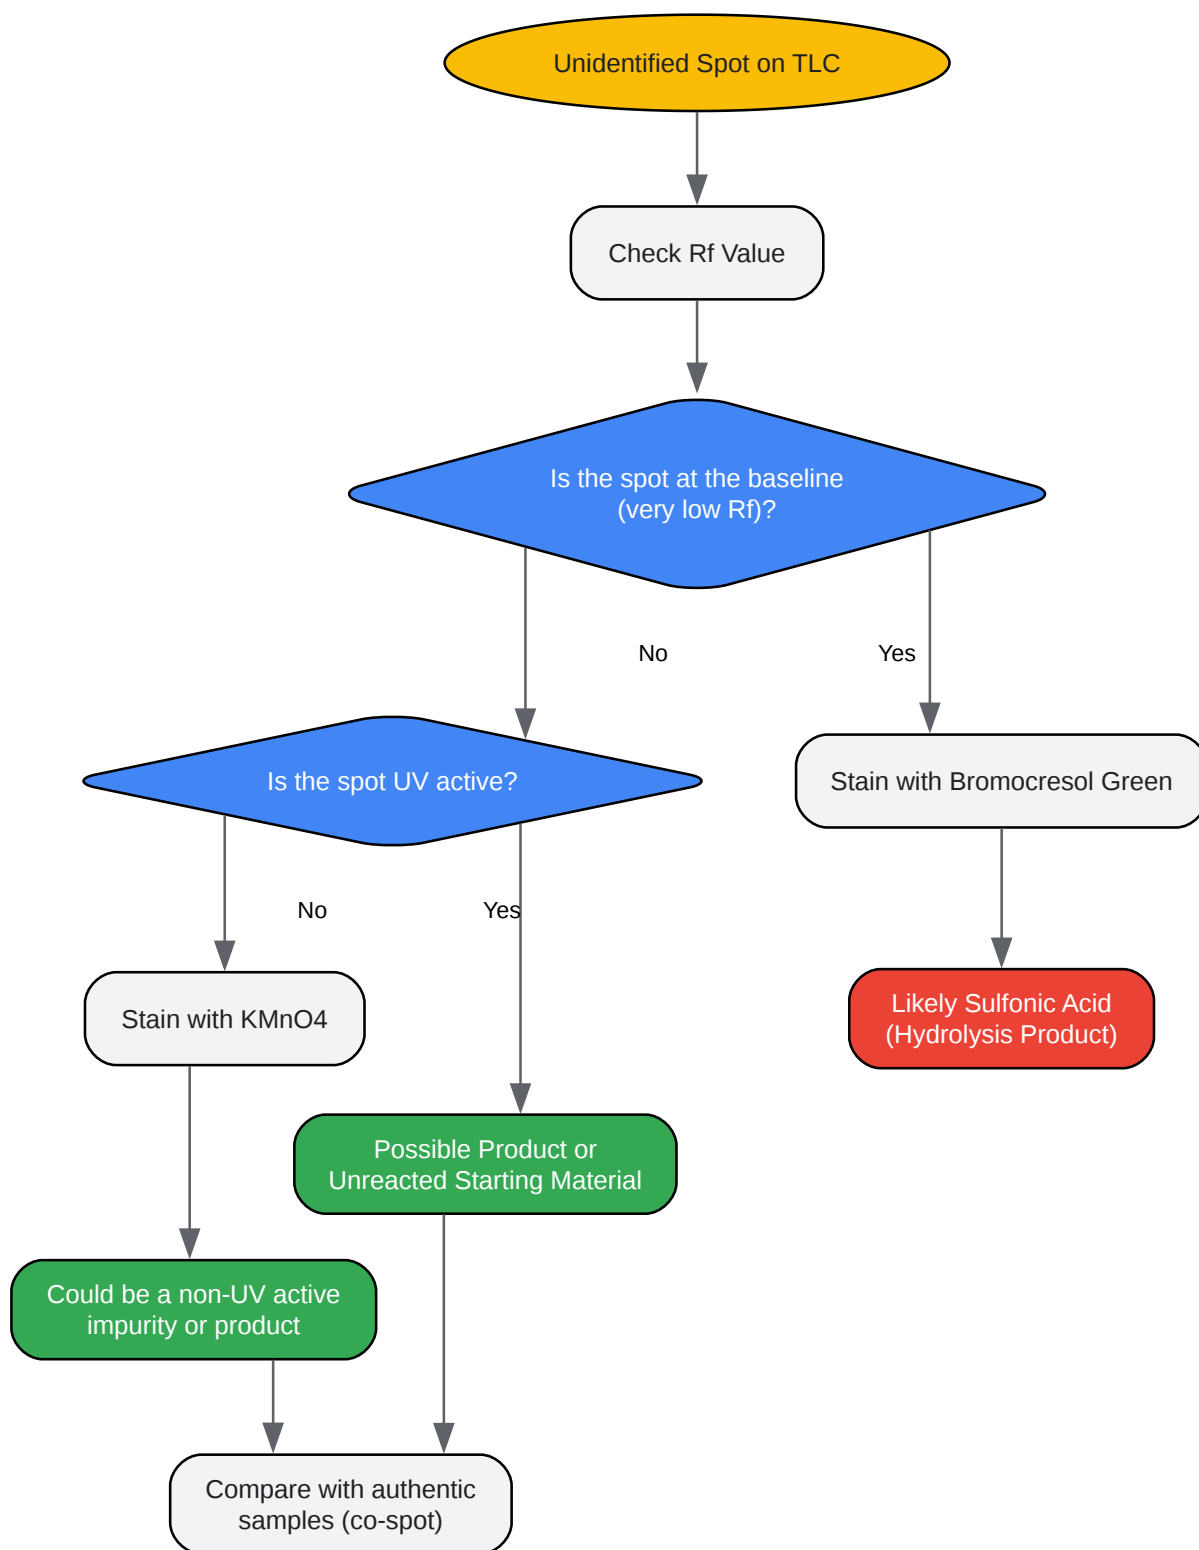 Unidentified Spot on TLC
Check Rf Value
Is the spot at the baseline
(very low Rf)?
No
Yes
Is the spot UV active?
Stain with Bromocresol Green
No
Yes
Stain with KMnO4
Likely Sulfonic Acid
(Hydrolysis Product)
Possible Product or
Unreacted Starting Material
Could be a non-UV active
impurity or product
Compare with authentic
samples (co-spot)